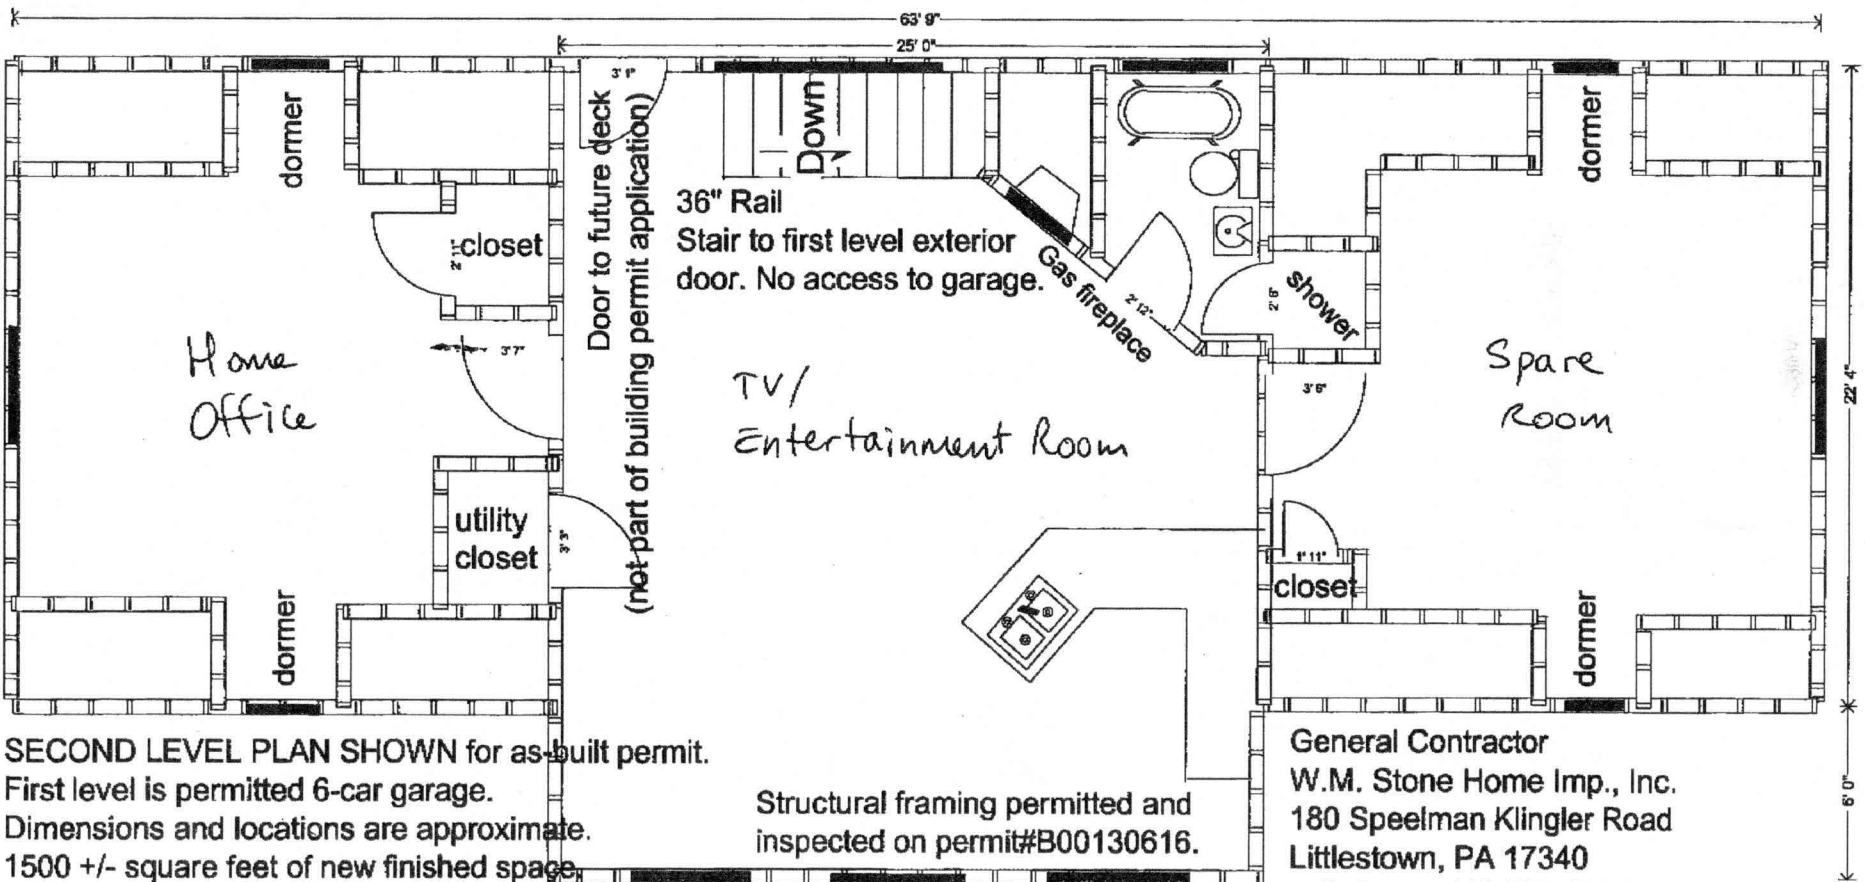 63' 9"
25' 0"
3' 1"
dormer
Door to future deck
(not part of building permit application)
Down
dormer
36" Rail
Stair to first level exterior
door. No access to garage.
2' 11"
closet
Gas fireplace
2' 12"
2' 6"
shower
3' 7"
Home
Office
TV/
Entertainment Room
3' 6"
Spare
Room
22' 4"
utility
closet
3' 3"
1' 11"
closet
dormer
dormer
SECOND LEVEL PLAN SHOWN for as-built permit.
First level is permitted 6-car garage.
Dimensions and locations are approximate.
1500 +/- square feet of new finished space.
Structural framing permitted and
inspected on permit#B00130616.
General Contractor
W.M. Stone Home Imp., Inc.
180 Speelman Klingler Road
Littlestown, PA 17340
6' 0"